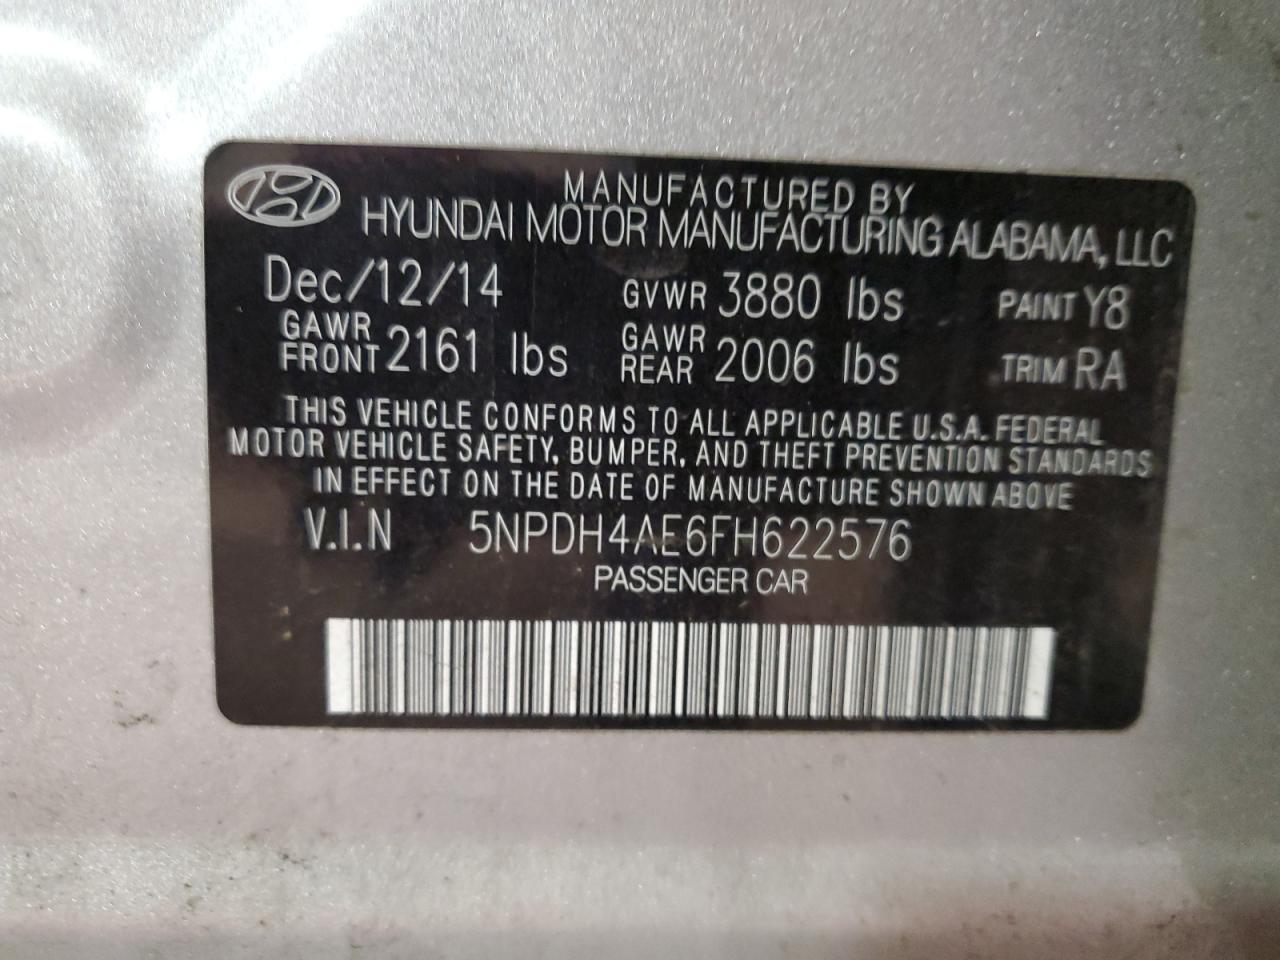 MANUFACTURED BY
HYUNDAI MOTOR MANUFACTURING ALABAMA, LLC
Dec/12/14 GVWR 3880 lbs PAINT Y8
GAWR FRONT 2161 lbs GAWR REAR 2006 lbs TRIM RA
THIS VEHICLE CONFORMS TO ALL APPLICABLE U.S.A. FEDERAL
MOTOR VEHICLE SAFETY, BUMPER, AND THEFT PREVENTION STANDARDS
IN EFFECT ON THE DATE OF MANUFACTURE SHOWN ABOVE
V.I.N 5NPDH4AE6FH622576
PASSENGER CAR